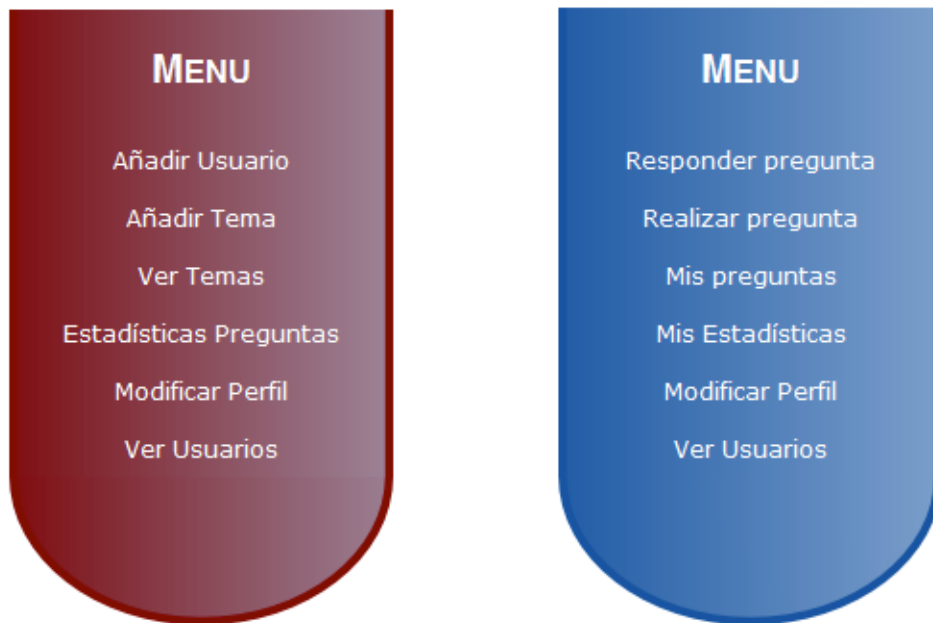 MENU
Añadir Usuario
Añadir Tema
Ver Temas
Estadísticas Preguntas
Modificar Perfil
Ver Usuarios
MENU
Responder pregunta
Realizar pregunta
Mis preguntas
Mis Estadísticas
Modificar Perfil
Ver Usuarios